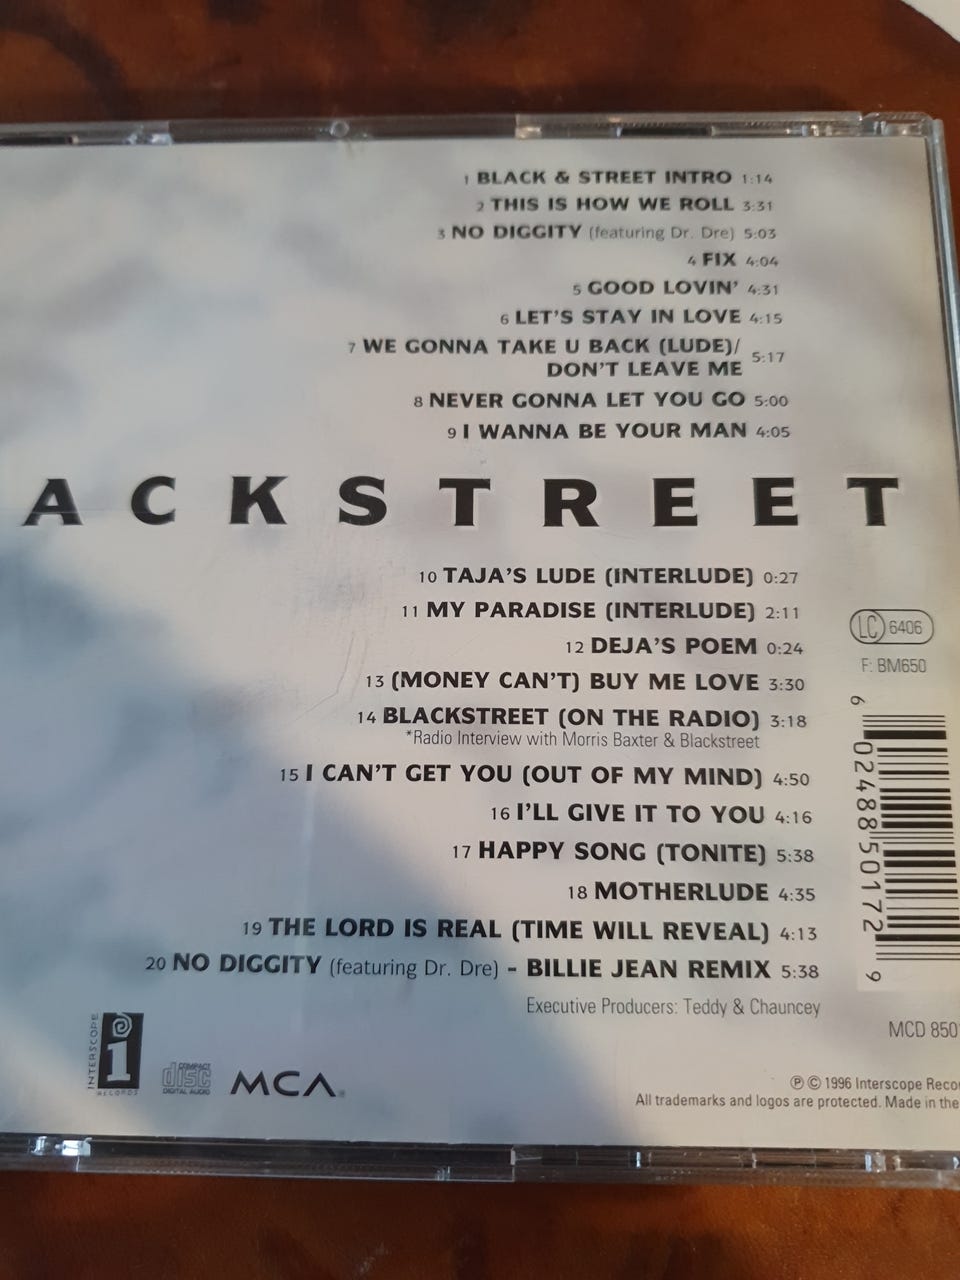 1 BLACK & STREET INTRO 1:14
2 THIS IS HOW WE ROLL 3:31
3 NO DIGGITY (featuring Dr. Dre) 5:03
4 FIX 4:04
5 GOOD LOVIN' 4:31
6 LET'S STAY IN LOVE 4:15
7 WE GONNA TAKE U BACK (LUDE)/
DON'T LEAVE ME 5:17
8 NEVER GONNA LET YOU GO 5:00
9 I WANNA BE YOUR MAN 4:05
ACKSTREET
10 TAJA'S LUDE (INTERLUDE) 0:27
11 MY PARADISE (INTERLUDE) 2:11
12 DEJA'S POEM 0:24
13 (MONEY CAN'T) BUY ME LOVE 3:30
14 BLACKSTREET (ON THE RADIO) 3:18
*Radio Interview with Morris Baxter & Blackstreet
15 I CAN'T GET YOU (OUT OF MY MIND) 4:50
16 I'LL GIVE IT TO YOU 4:16
17 HAPPY SONG (TONITE) 5:38
18 MOTHERLUDE 4:35
19 THE LORD IS REAL (TIME WILL REVEAL) 4:13
20 NO DIGGITY (featuring Dr. Dre) - BILLIE JEAN REMIX 5:38
Executive Producers: Teddy & Chauncey
LC 6406
F: BM650
6 02488 50172 9
MCD 850
INTERSCOPE
i
RECORDS
COMPACT
disc
DIGITAL AUDIO
MCA
℗ © 1996 Interscope Reco
All trademarks and logos are protected. Made in the